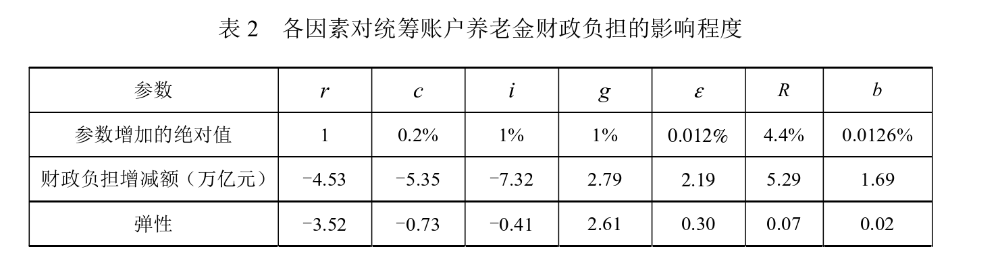 表 2 各因素对统筹账户养老金财政负担的影响程度
参数 r c i g ε R b
参数增加的绝对值 1 0.2% 1% 1% 0.012% 4.4% 0.0126%
财政负担增减额（万亿元） −4.53 −5.35 −7.32 2.79 2.19 5.29 1.69
弹性 −3.52 −0.73 −0.41 2.61 0.30 0.07 0.02